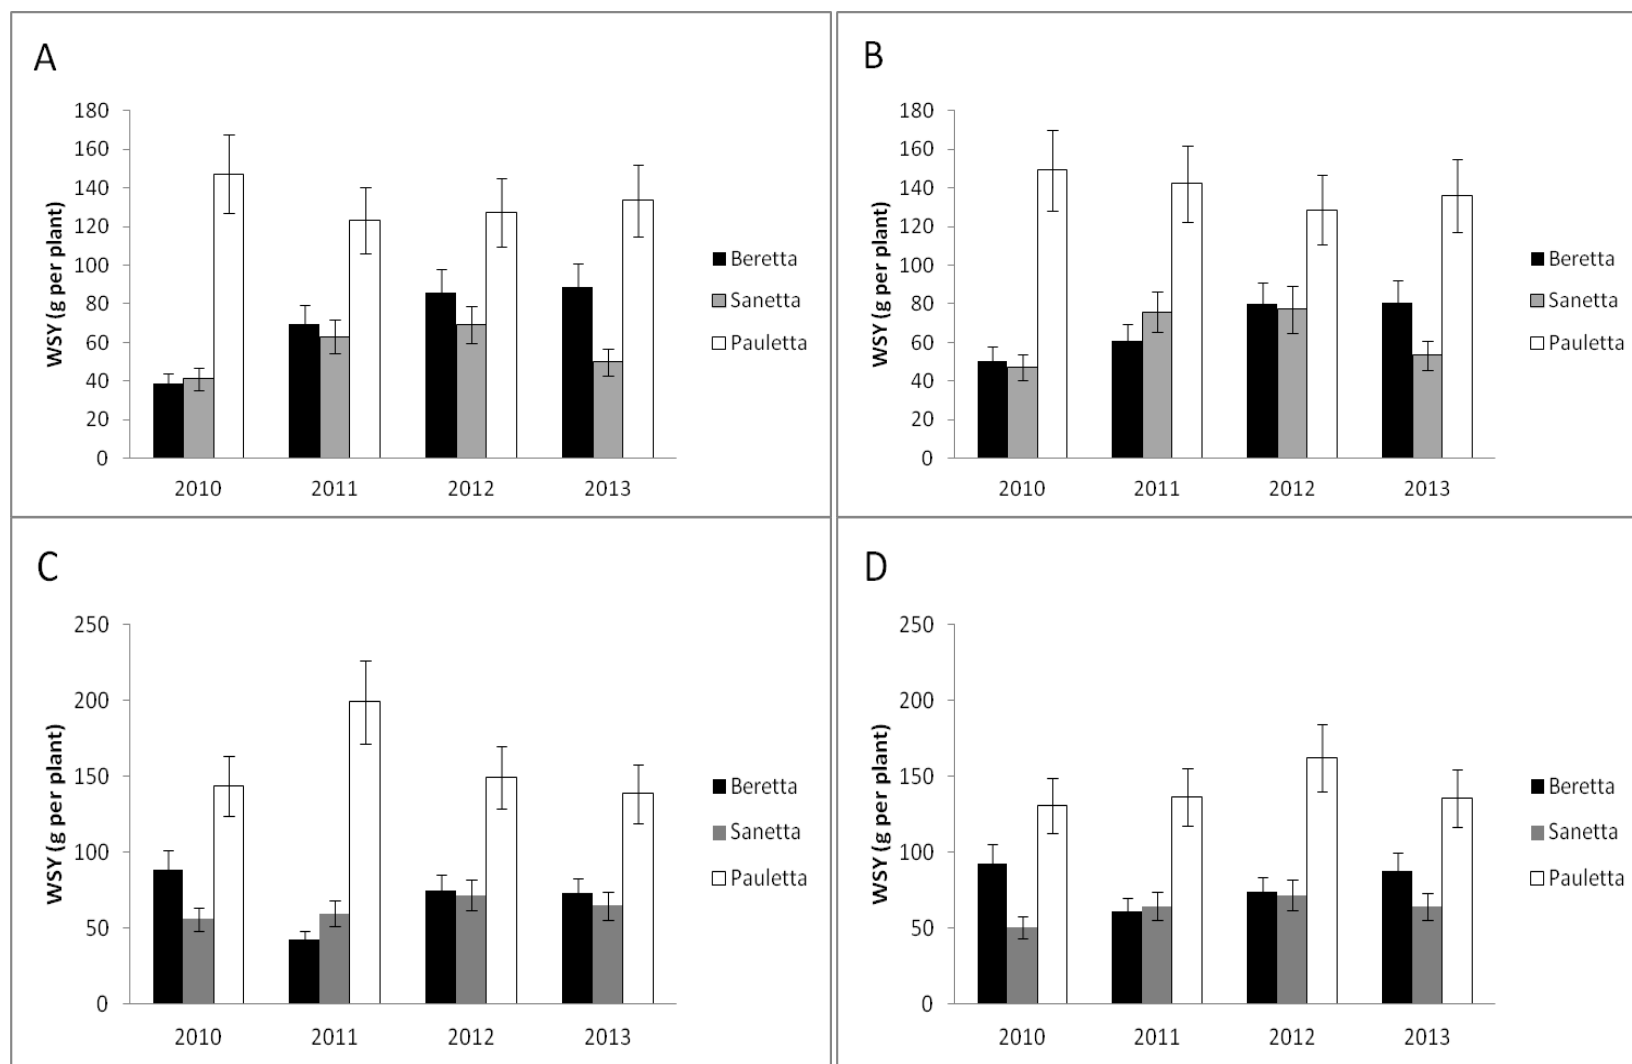 A
WSY (g per plant)
180
160
140
120
100
80
60
40
20
0
2010 2011 2012 2013
Beretta
Sanetta
Pauletta
B
WSY (g per plant)
180
160
140
120
100
80
60
40
20
0
2010 2011 2012 2013
Beretta
Sanetta
Pauletta
C
WSY (g per plant)
250
200
150
100
50
0
2010 2011 2012 2013
Beretta
Sanetta
Pauletta
D
WSY (g per plant)
250
200
150
100
50
0
2010 2011 2012 2013
Beretta
Sanetta
Pauletta